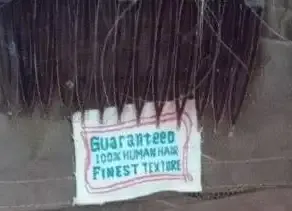 Guaranteed
100% HUMAN HAIR
FINEST TEXTURE